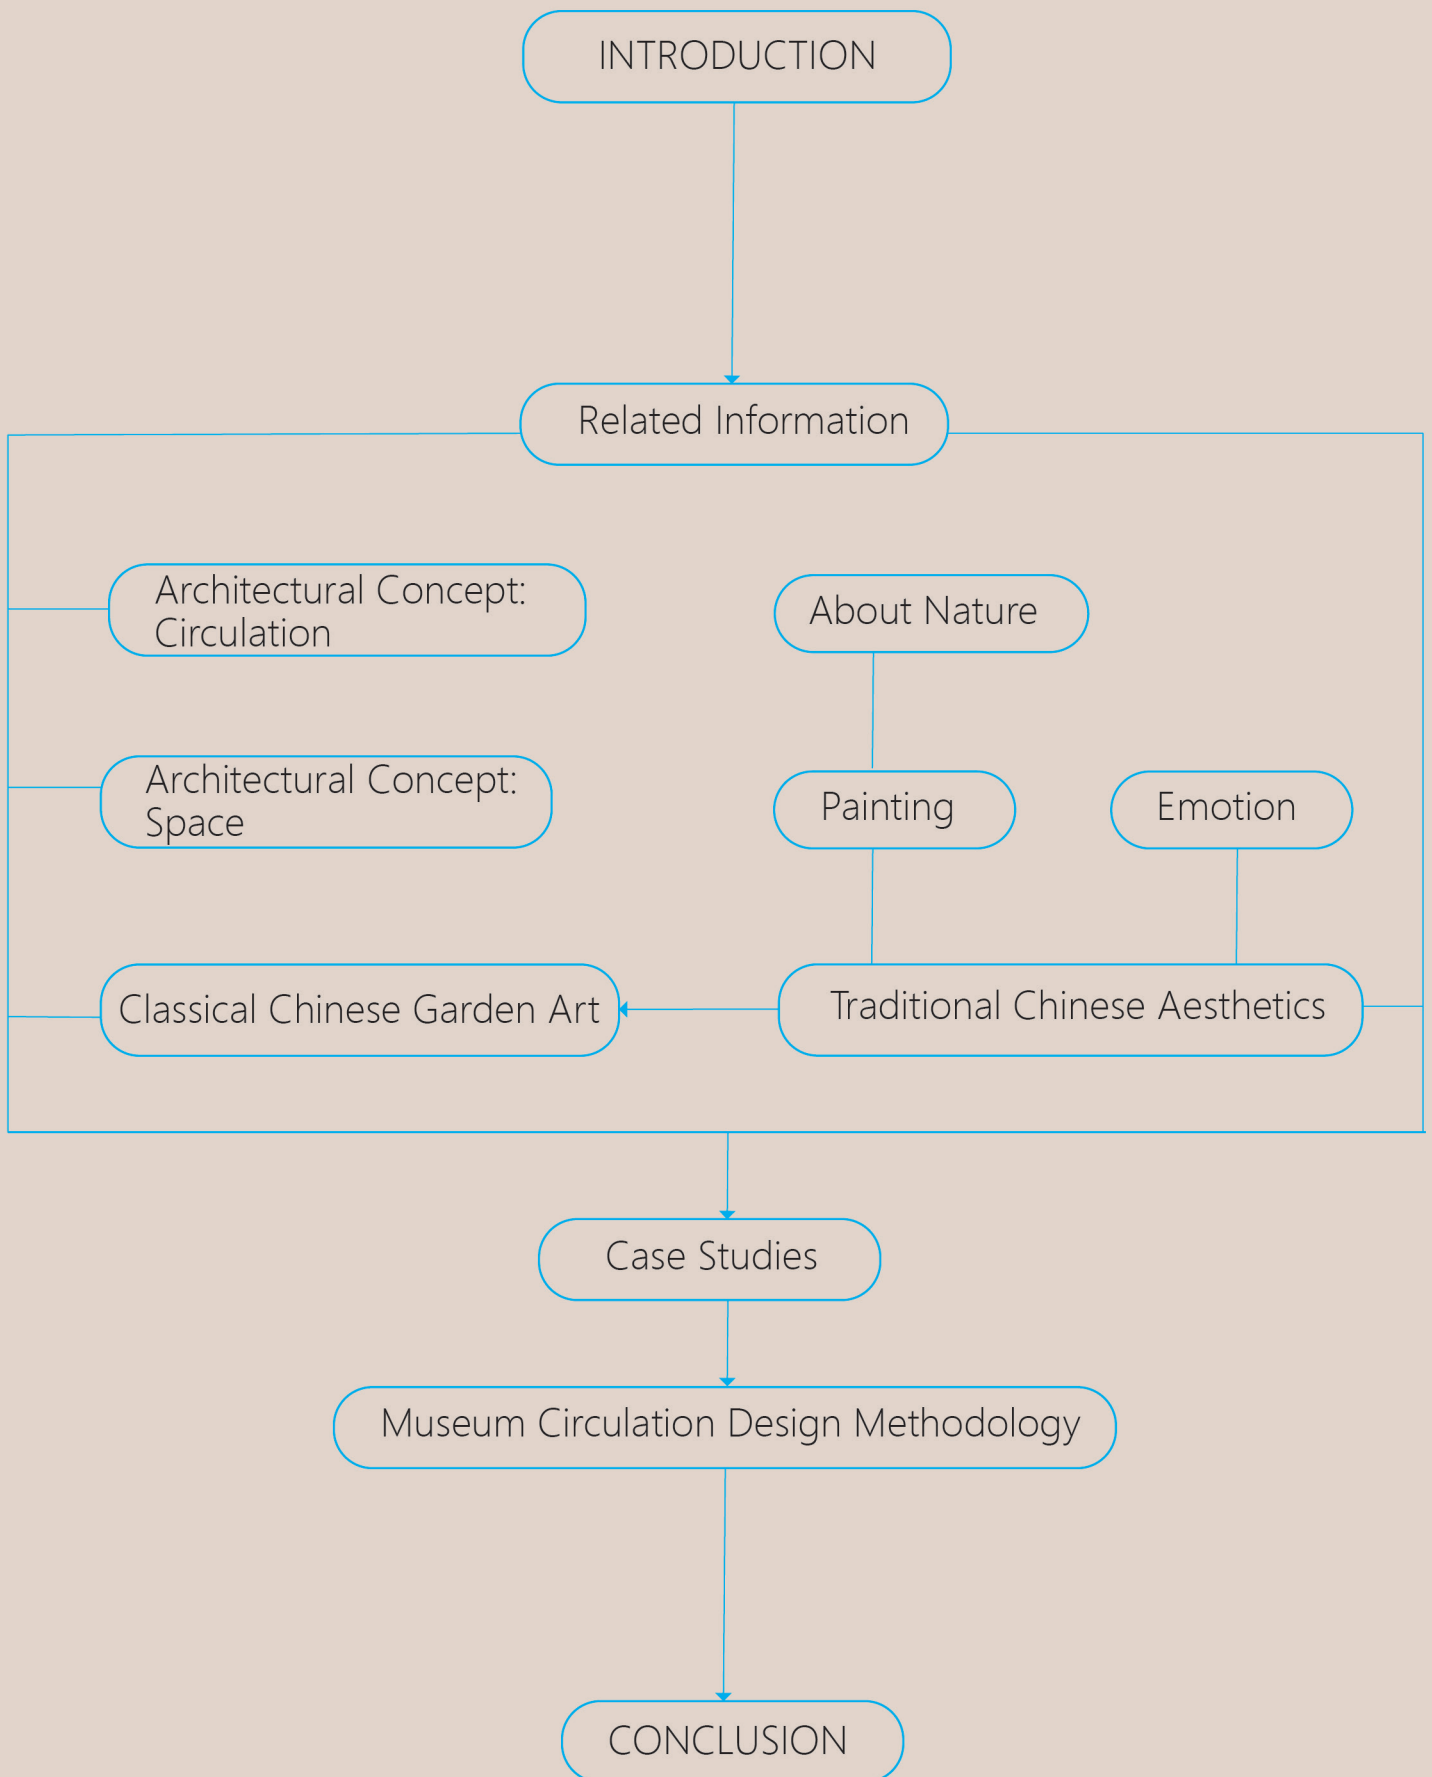 INTRODUCTION
Related Information
Architectural Concept:
Circulation
About Nature
Architectural Concept:
Space
Painting
Emotion
Classical Chinese Garden Art
Traditional Chinese Aesthetics
Case Studies
Museum Circulation Design Methodology
CONCLUSION